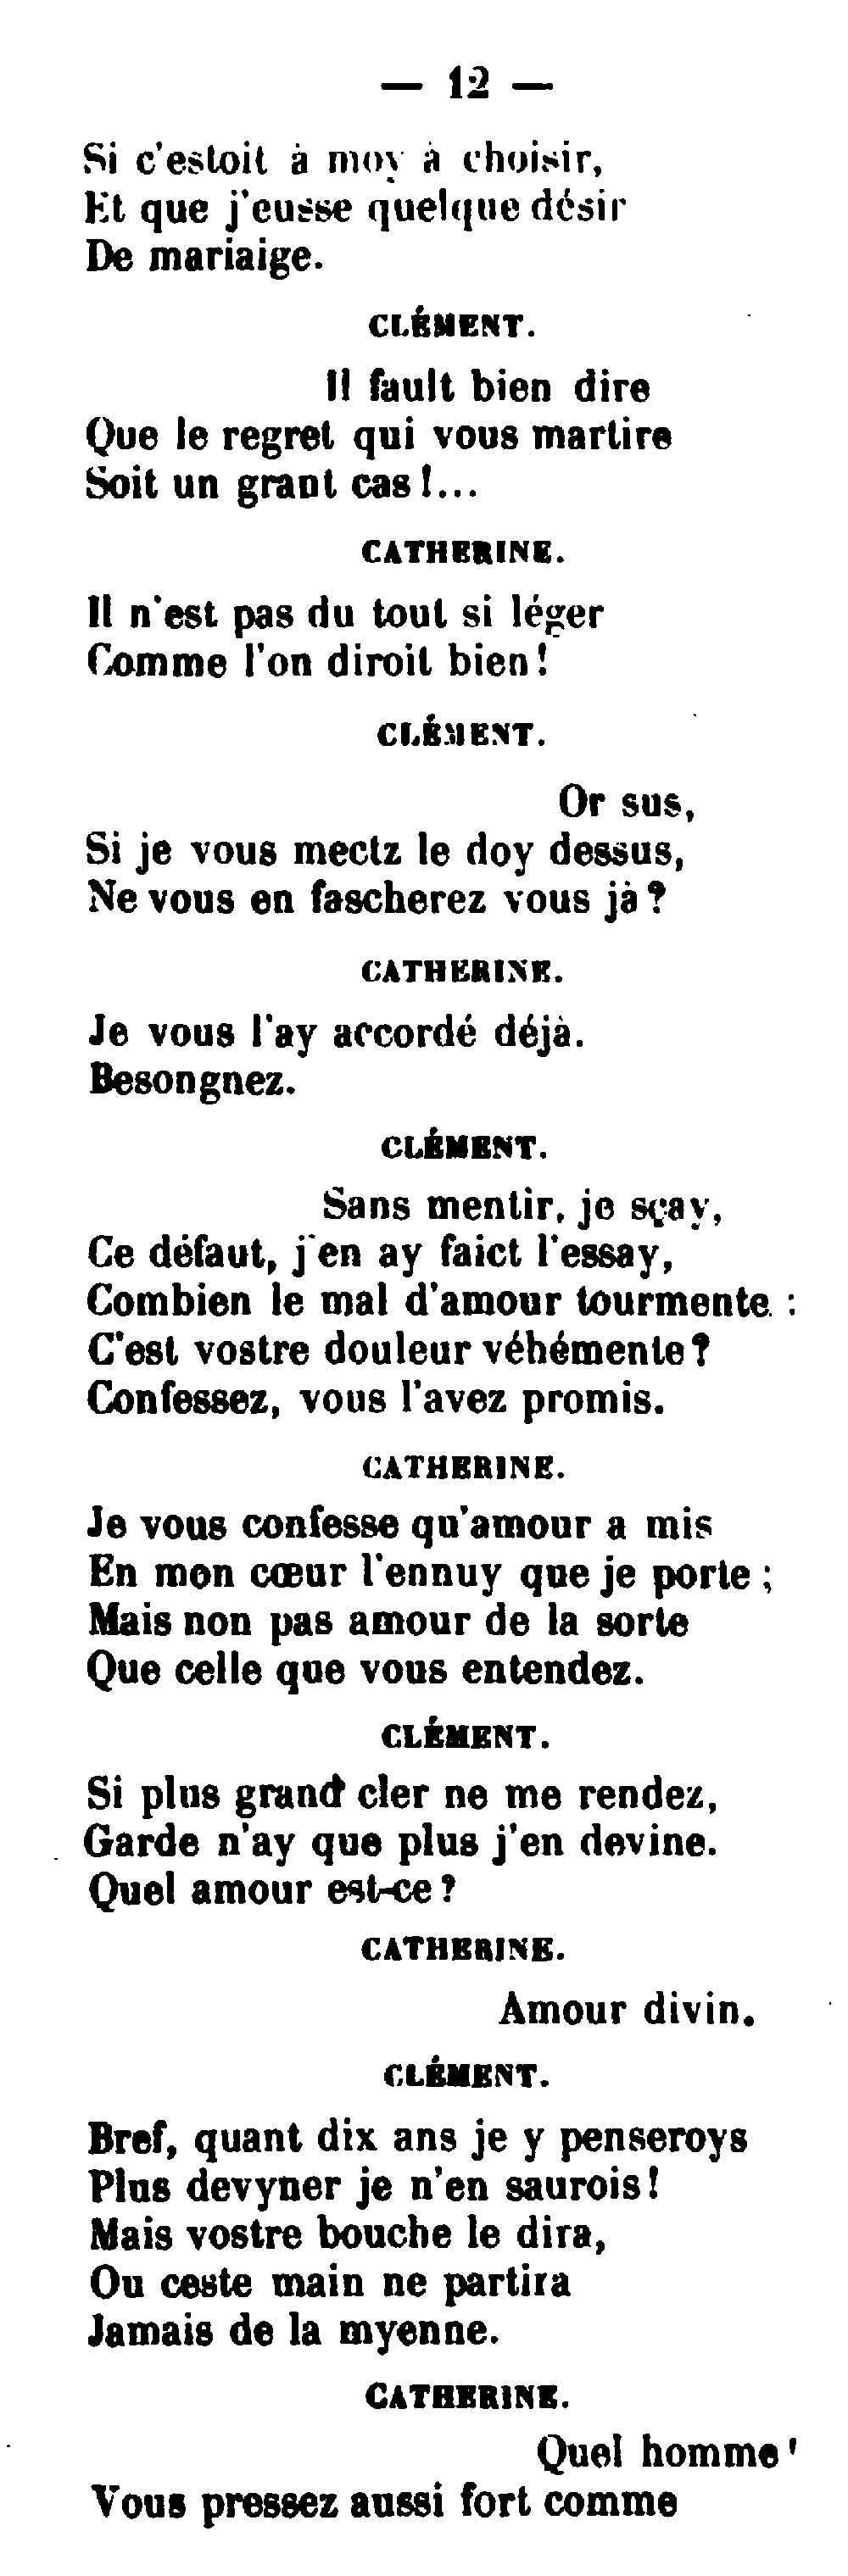 — 12 —
Si c'estoit à moy à choisir,
Et que j'eusse quelque désir
De mariaige.
CLÉMENT.
Il fault bien dire
Que le regret qui vous martire
Soit un grant cas !...
CATHERINE.
Il n'est pas du tout si léger
Comme l'on diroit bien !
CLÉMENT.
Or sus,
Si je vous mectz le doy dessus,
Ne vous en fascherez vous jà ?
CATHERINE.
Je vous l'ay accordé déjà.
Besongnez.
CLÉMENT.
Sans mentir, je sçay,
Ce défaut, j'en ay faict l'essay,
Combien le mal d'amour tourmente :
C'est vostre douleur véhémente ?
Confessez, vous l'avez promis.
CATHERINE.
Je vous confesse qu'amour a mis
En mon cœur l'ennuy que je porte ;
Mais non pas amour de la sorte
Que celle que vous entendez.
CLÉMENT.
Si plus grand cler ne me rendez,
Garde n'ay que plus j'en devine.
Quel amour est-ce ?
CATHERINE.
Amour divin.
CLÉMENT.
Bref, quant dix ans je y penseroys
Plus devyner je n'en saurois !
Mais vostre bouche le dira,
Ou ceste main ne partira
Jamais de la myenne.
CATHERINE.
Quel homme !
Vous pressez aussi fort comme